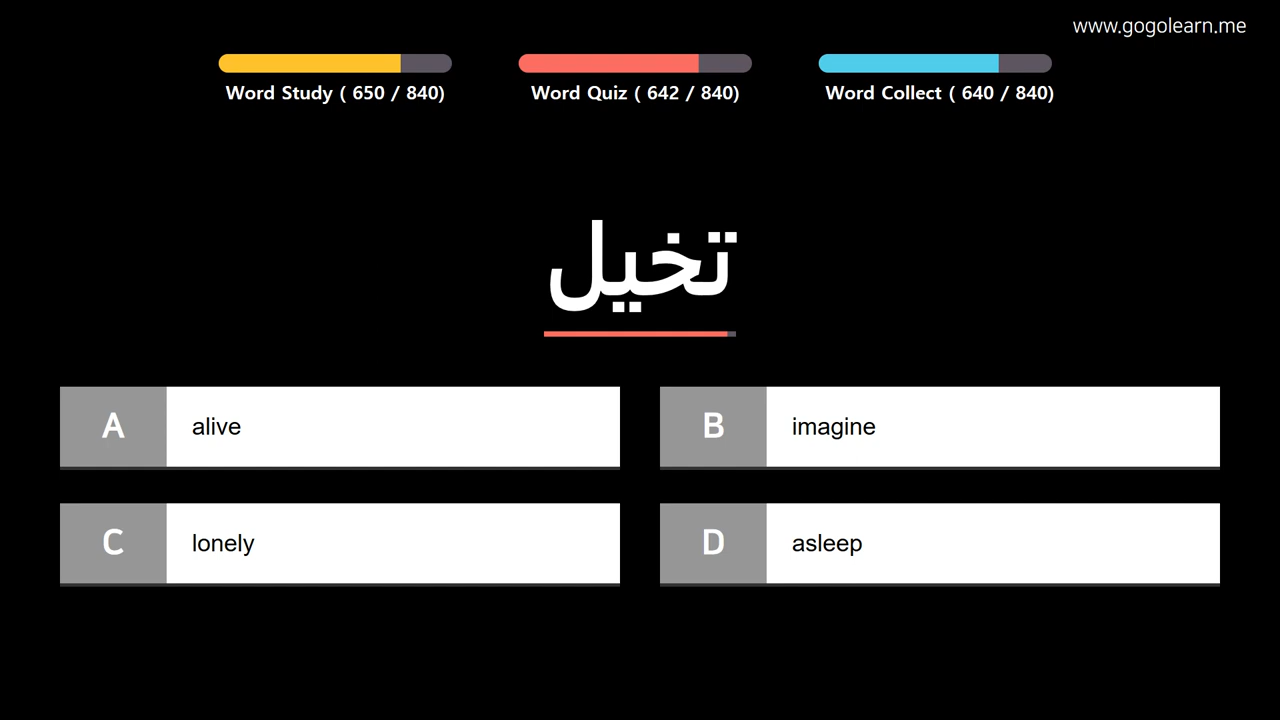 www.gogolearn.me
Word Study ( 650 / 840)
Word Quiz ( 642 / 840)
Word Collect ( 640 / 840)
تخيل
A alive
B imagine
C lonely
D asleep